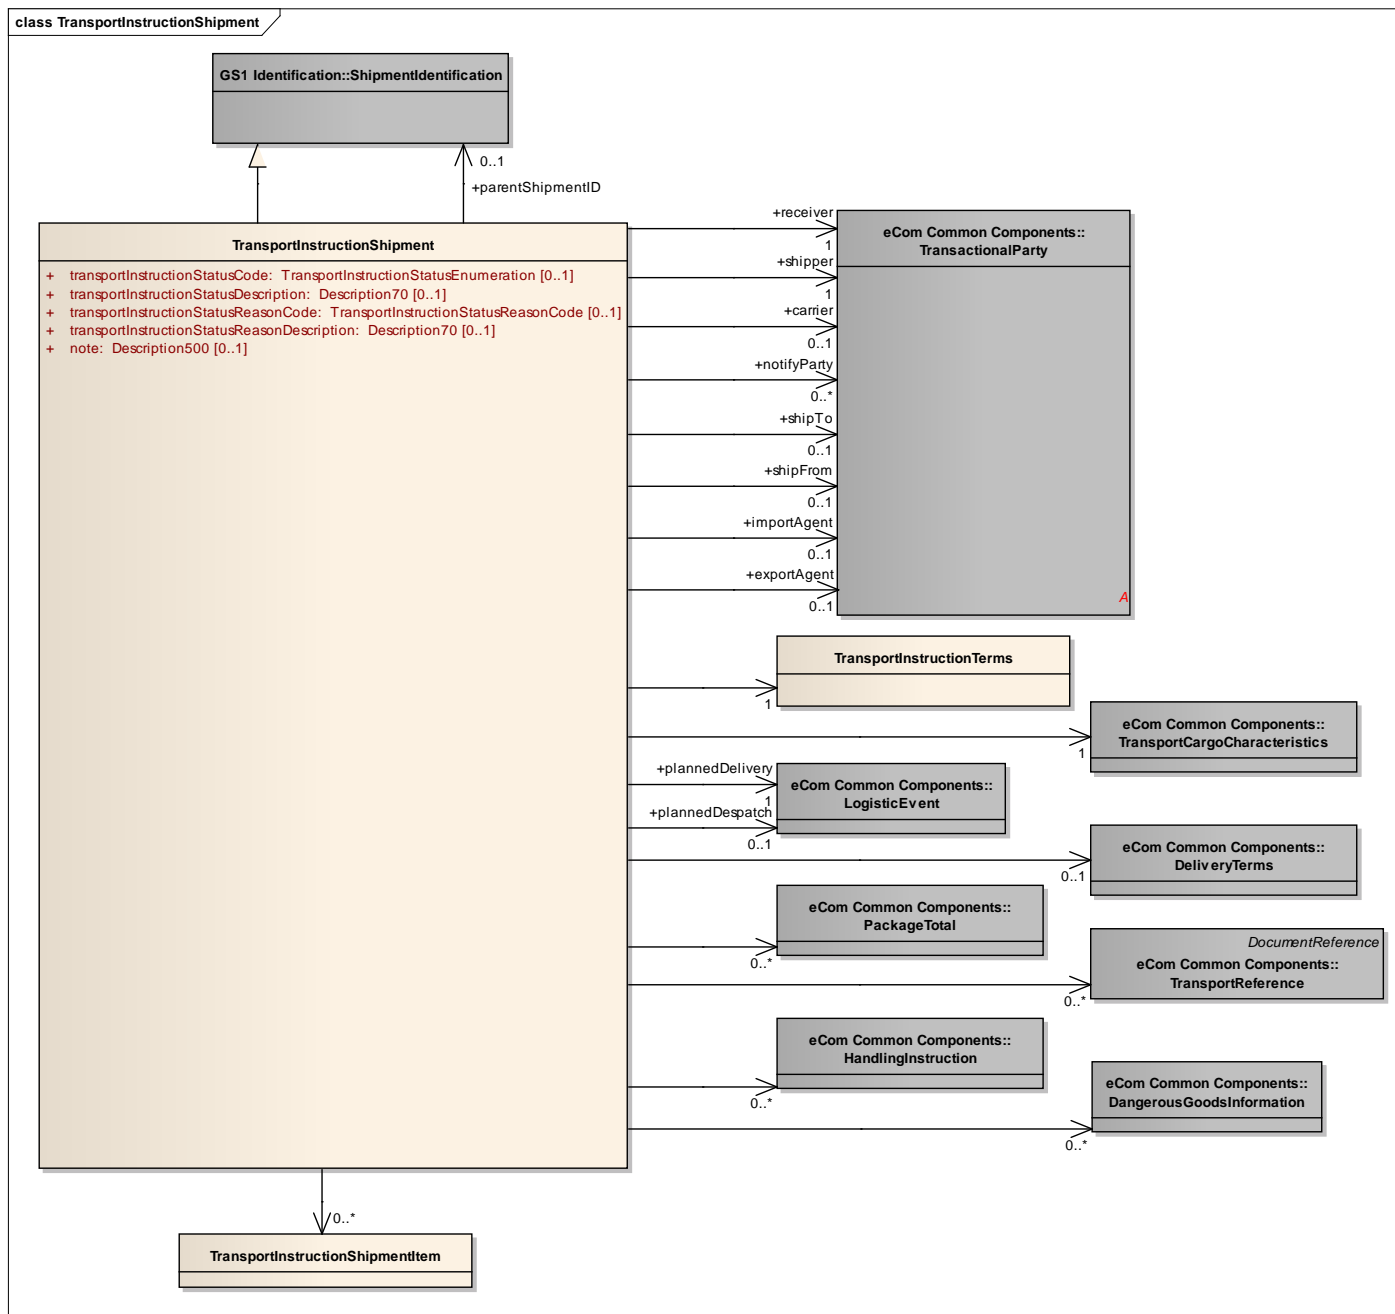 class TransportInstructionShipment
GS1 Identification::ShipmentIdentification
0..1
+parentShipmentID
TransportInstructionShipment
+ transportInstructionStatusCode: TransportInstructionStatusEnumeration [0..1]
+ transportInstructionStatusDescription: Description70 [0..1]
+ transportInstructionStatusReasonCode: TransportInstructionStatusReasonCode [0..1]
+ transportInstructionStatusReasonDescription: Description70 [0..1]
+ note: Description500 [0..1]
+receiver
1
+shipper
1
+carrier
0..1
+notifyParty
0..*
+shipTo
0..1
+shipFrom
0..1
+importAgent
0..1
+exportAgent
0..1
eCom Common Components::
TransactionalParty
A
TransportInstructionTerms
1
eCom Common Components::
TransportCargoCharacteristics
1
+plannedDelivery
1
+plannedDespatch
0..1
eCom Common Components::
LogisticEvent
eCom Common Components::
DeliveryTerms
0..1
eCom Common Components::
PackageTotal
0..*
DocumentReference
eCom Common Components::
TransportReference
0..*
eCom Common Components::
HandlingInstruction
0..*
eCom Common Components::
DangerousGoodsInformation
0..*
0..*
TransportInstructionShipmentItem